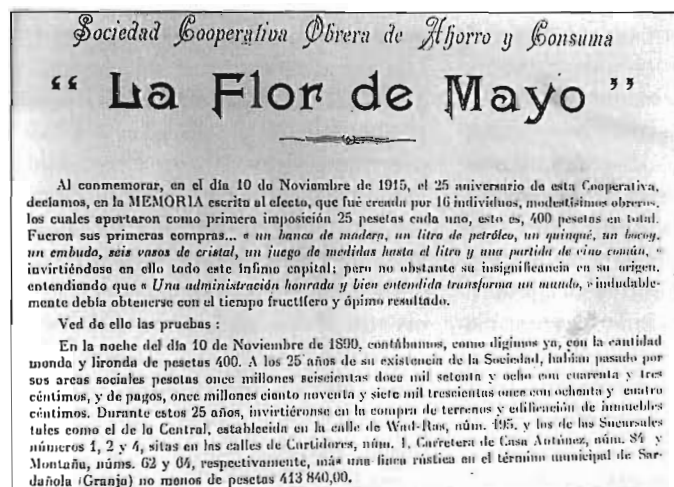 Sociedad Cooperativa Obrera de Ahorro y Consumo
“ La Flor de Mayo ”
Al conmemorar, en el día 10 de Noviembre de 1915, el 25 aniversario de esta Cooperativa,
decíamos, en la MEMORIA escrita al efecto, que fué creada por 16 individuos, modestísimos obreros,
los cuales aportaron como primera imposición 25 pesetas cada uno, esto es, 400 pesetas en total.
Fueron sus primeras compras... « un banco de madera, un litro de petróleo, un quinqué, un bocoy,
un embudo, seis vasos de cristal, un juego de medidas hasta el litro y una partida de vino común, »
invirtiéndose en ello todo este ínfimo capital; pero no obstante su insignificancia en su origen,
entendiendo que « Una administración honrada y bien entendida transforma un mundo, » indudable-
mente debía obtenerse con el tiempo fructífero y ópimo resultado.
Ved de ello las pruebas :
En la noche del día 10 de Noviembre de 1890, contábamos, como digimos ya, con la cantidad
monda y lironda de pesetas 400. A los 25 años de su existencia de la Sociedad, habían pasado por
sus arcas sociales pesetas once millones seiscientas doce mil setenta y ocho con cuarenta y tres
céntimos, y de pagos, once millones ciento noventa y siete mil trescientas once con ochenta y cuatro
céntimos. Durante estos 25 años, invirtiéronse en la compra de terrenos y edificación de inmuebles
tales como el de la Central, establecida en la calle de Wad-Ras, núm. 195, y los de las Sucursales
números 1, 2 y 4, sitas en las calles de Curtidores, núm. 1, Carretera de Casa Antúnez, núm. 84 y
Montaña, núms. 62 y 64, respectivamente, más una finca rústica en el término municipal de Sar-
dañola (Granja) no menos de pesetas 413 840,00.